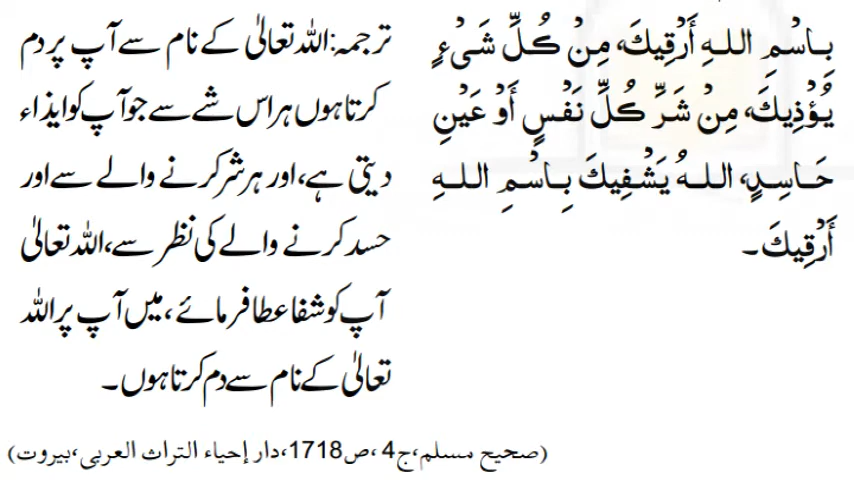 بِاسْمِ اللهِ أَرْقِيكَ، مِنْ كُلِّ شَىْءٍ
يُؤْذِيكَ، مِنْ شَرِّ كُلِّ نَفْسٍ أَوْ عَيْنِ
حَاسِدٍ، اللهُ يَشْفِيكَ بِاسْمِ اللهِ
أَرْقِيكَ۔
ترجمہ: اللہ تعالیٰ کے نام سے آپ پر دم
کرتا ہوں ہر اس شے سے جو آپ کو ایذاء
دیتی ہے، اور ہر شر کرنے والے سے اور
حسد کرنے والے کی نظر سے، اللہ تعالیٰ
آپ کو شفا عطا فرمائے، میں آپ پر اللہ
تعالیٰ کے نام سے دم کرتا ہوں۔
(صحیح مسلم،ج4 ،ص1718،دار إحیاء التراث العربی،بیروت)